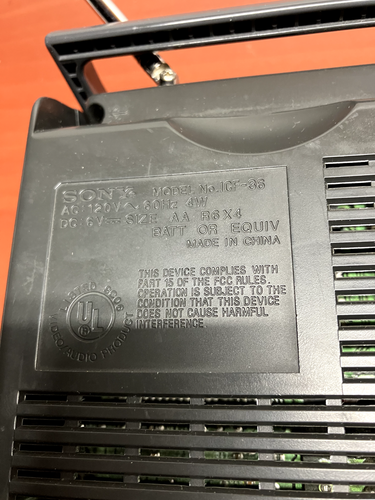 SONY MODEL No. ICF-36
AC 120V ~ 60Hz 4W
DC 6V SIZE AA R6X4
BATT OR EQUIV
MADE IN CHINA
THIS DEVICE COMPLIES WITH
PART 15 OF THE FCC RULES.
OPERATION IS SUBJECT TO THE
CONDITION THAT THIS DEVICE
DOES NOT CAUSE HARMFUL
INTERFERENCE
LISTED
UL
VIDEO/AUDIO PRODUCT